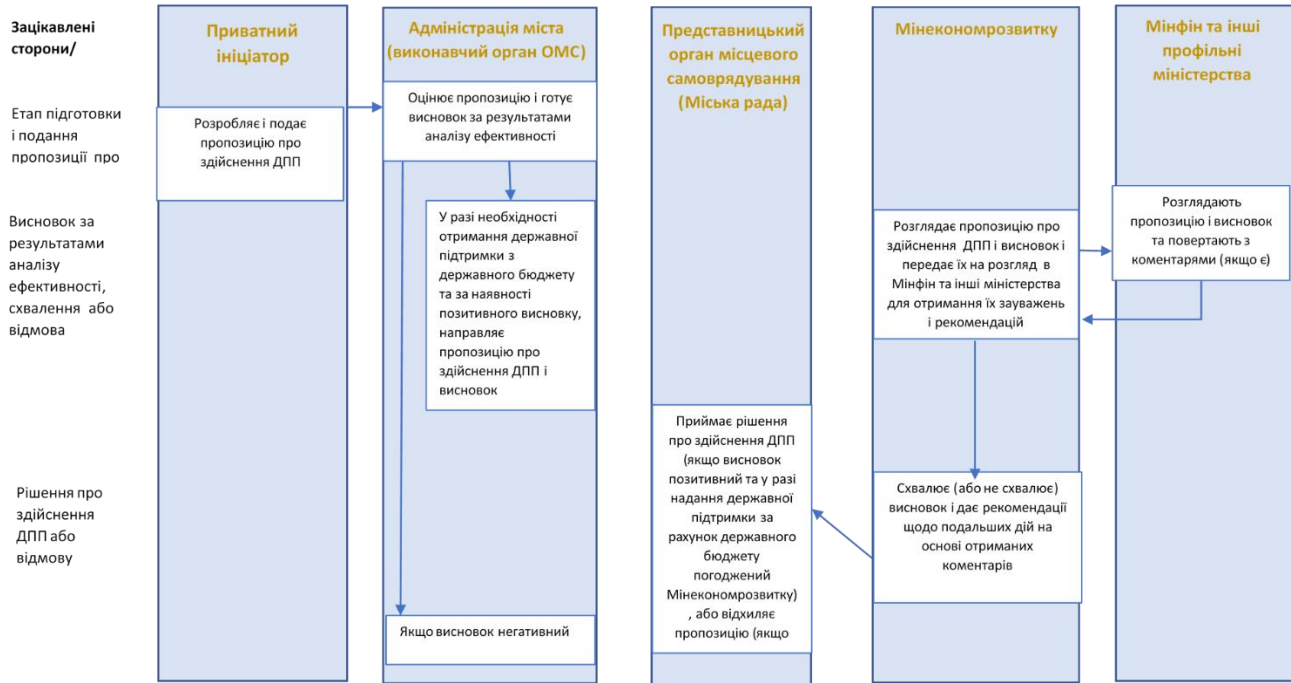 Зацікавлені
сторони/
Приватний
ініціатор
Адміністрація міста
(виконавчий орган ОМС)
Представницький
орган місцевого
самоврядування
(Міська рада)
Мінекономрозвитку
Мінфін та інші
профільні
міністерства
Етап підготовки
і подання
пропозиції про
Розробляє і подає
пропозицію про
здійснення ДПП
Оцінює пропозицію і готує
висновок за результатами
аналізу ефективності
Висновок за
результатами
аналізу
ефективності,
схвалення або
відмова
У разі необхідності
отримання державної
підтримки з
державного бюджету
та за наявності
позитивного висновку,
направляє
пропозицію про
здійснення ДПП і
висновок
Розглядає пропозицію про
здійснення ДПП і висновок і
передає їх на розгляд в
Мінфін та інші міністерства
для отримання їх зауважень
і рекомендацій
Розглядають
пропозицію і висновок
та повертають з
коментарями (якщо є)
Рішення про
здійснення
ДПП або
відмову
Якщо висновок негативний
Приймає рішення
про здійснення ДПП
(якщо висновок
позитивний та у разі
надання державної
підтримки за
рахунок державного
бюджету
погоджений
Мінекономрозвитку)
, або відхиляє
пропозицію (якщо
Схвалює (або не схвалює)
висновок і дає рекомендації
щодо подальших дій на
основі отриманих
коментарів